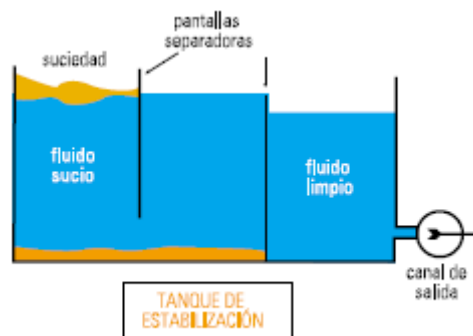 pantallas
separadoras
suciedad
fluido
sucio
fluido
limpio
canal de
salida
TANQUE DE
ESTABILIZACIÓN